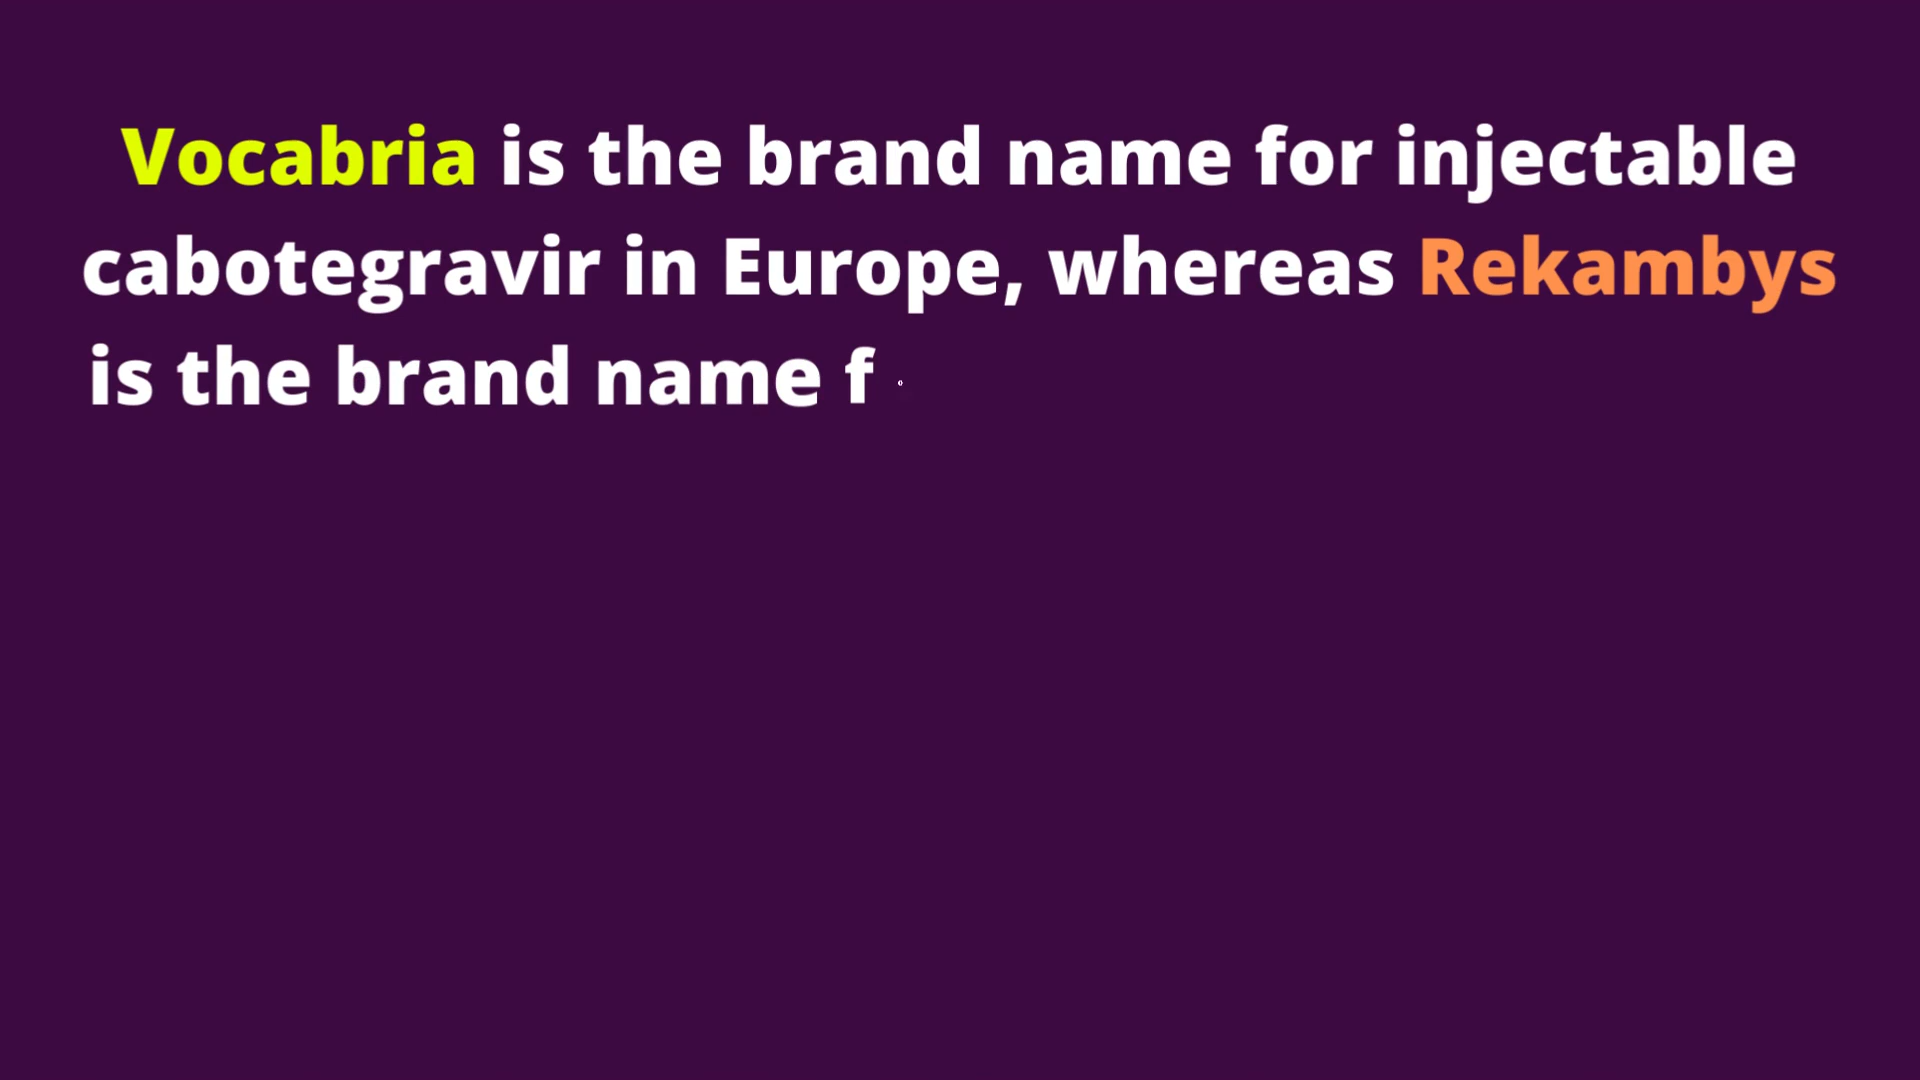 Vocabria is the brand name for injectable
cabotegravir in Europe, whereas Rekambys
is the brand name f